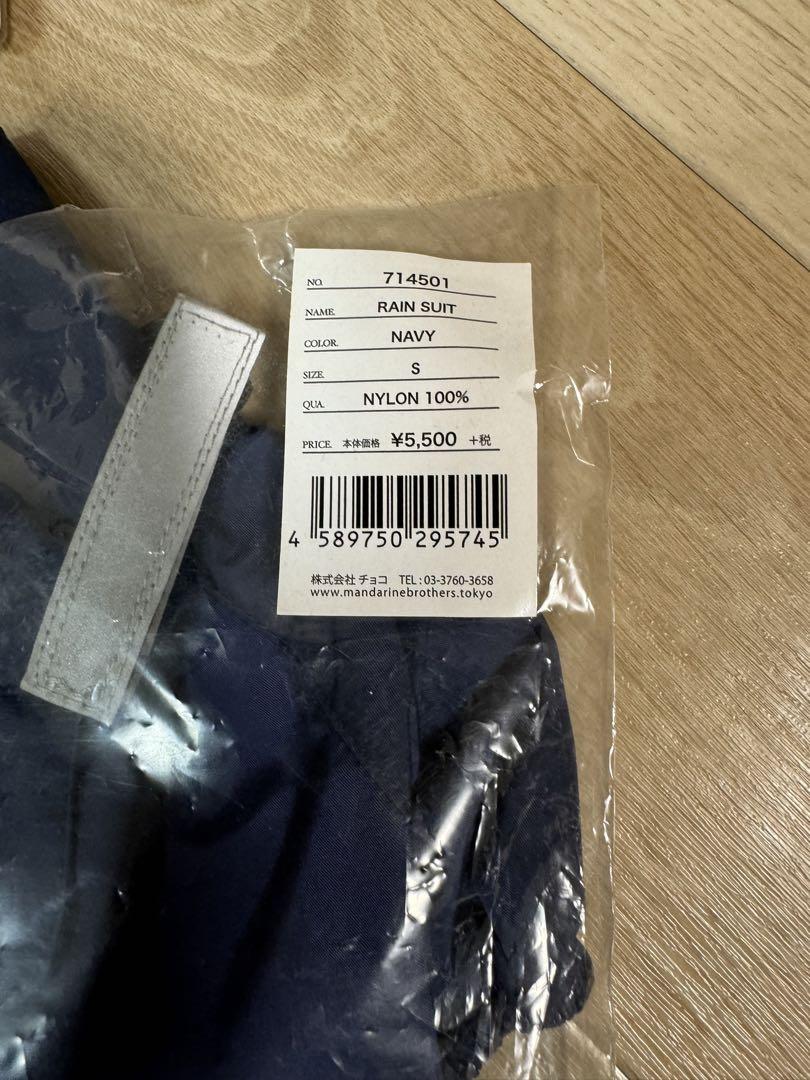 NO. 714501
NAME. RAIN SUIT
COLOR. NAVY
SIZE. S
QUA. NYLON 100%
PRICE. 本体価格 ¥5,500 +税
4 589750 295745
株式会社 チョコ TEL : 03-3760-3658
www.mandarinebrothers.tokyo